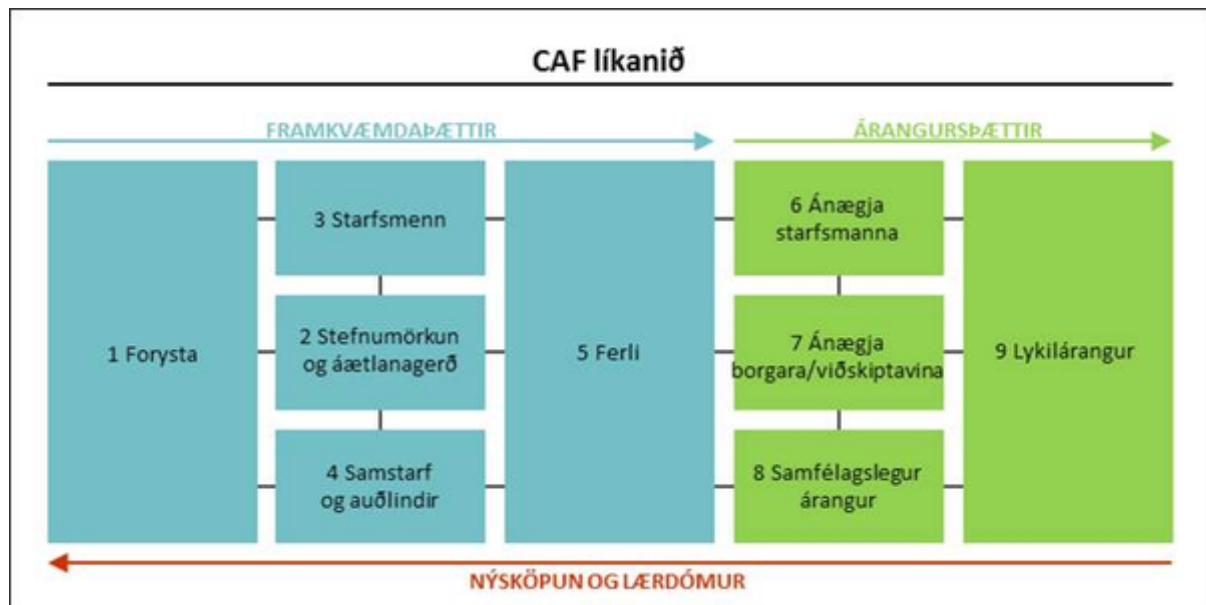 CAF líkanið
FRAMKVÆMDAÞÆTTIR
ÁRANGURSÞÆTTIR
1 Forysta
3 Starfsmenn
2 Stefnumörkun
og áætlanagerð
4 Samstarf
og auðlindir
5 Ferli
6 Ánægja
starfsmanna
7 Ánægja
borgara/viðskiptavina
8 Samfélagslegur
árangur
9 Lykilárangur
NÝSKÖPUN OG LÆRDÓMUR